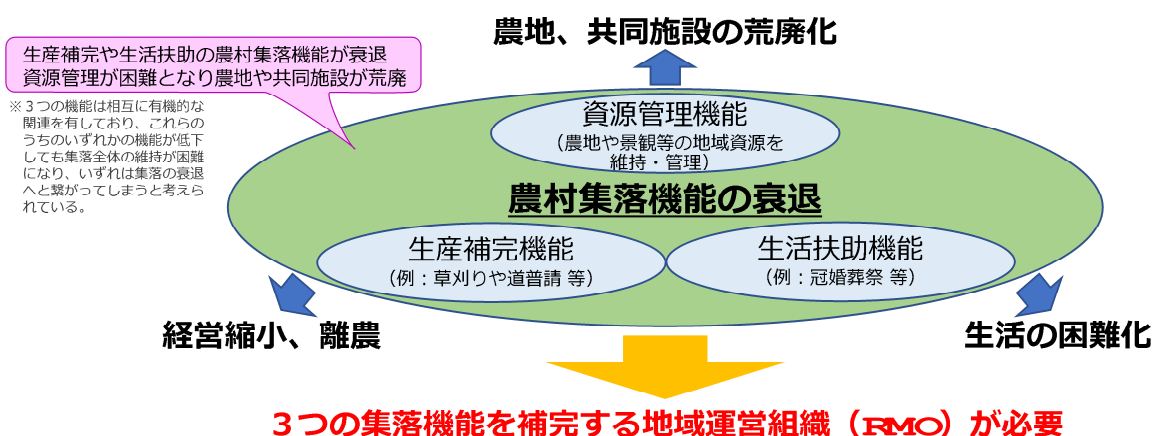 農地、共同施設の荒廃化
生産補完や生活扶助の農村集落機能が衰退
資源管理が困難となり農地や共同施設が荒廃
※３つの機能は相互に有機的な
関連を有しており、これらの
うちのいずれかの機能が低下
しても集落全体の維持が困難
になり、いずれは集落の衰退
へと繋がってしまうと考えら
れている。
資源管理機能
（農地や景観等の地域資源を
維持・管理）
農村集落機能の衰退
生産補完機能
（例：草刈りや道普請 等）
生活扶助機能
（例：冠婚葬祭 等）
経営縮小、離農
生活の困難化
３つの集落機能を補完する地域運営組織（RMO）が必要